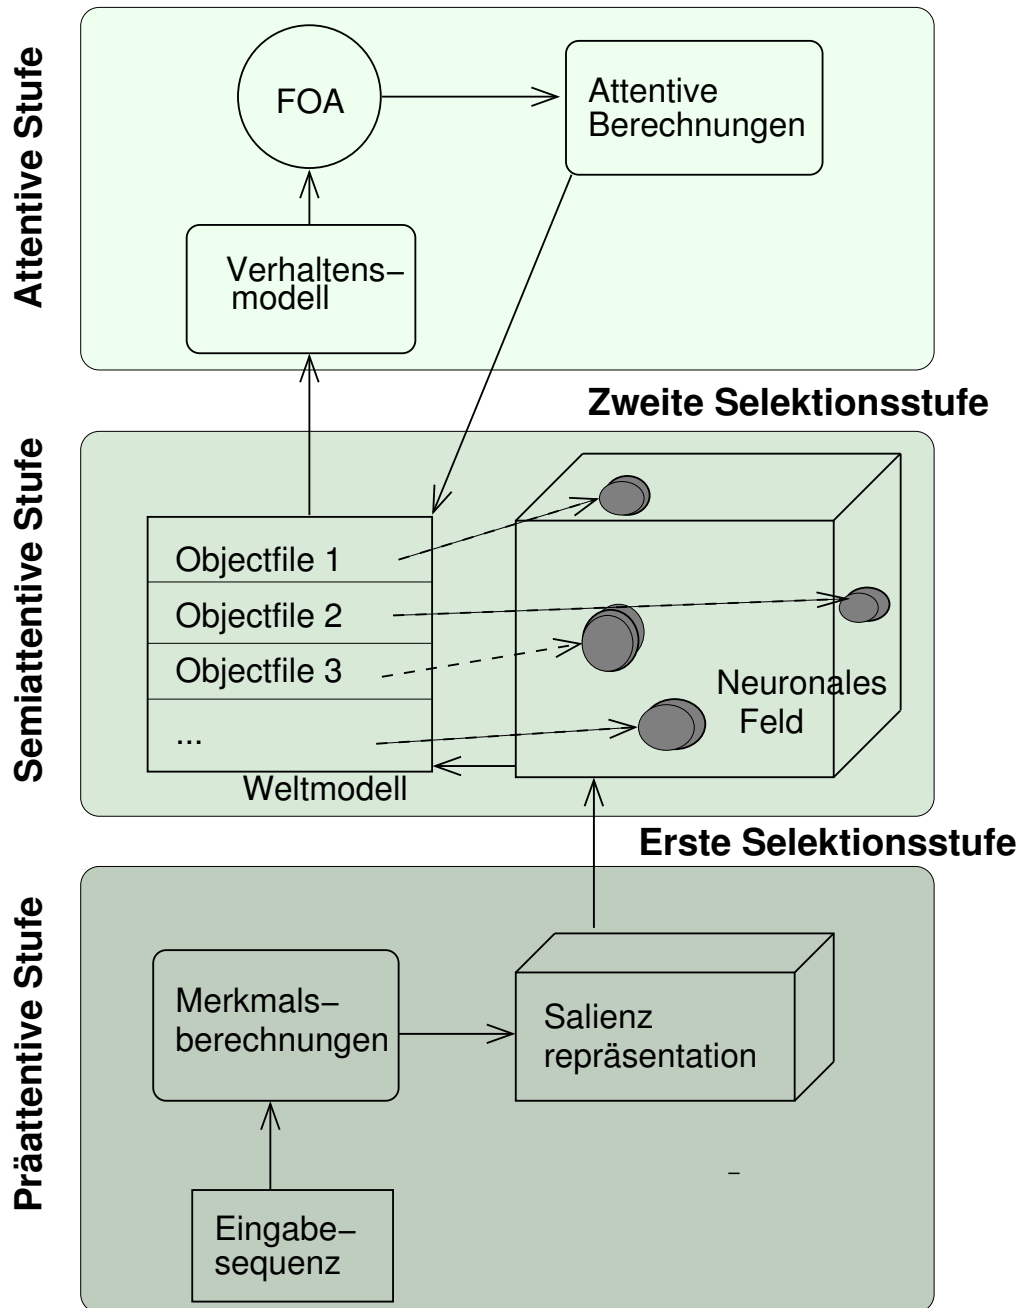 Attentive Stufe
FOA
Attentive
Berechnungen
Verhaltens–
modell
Zweite Selektionsstufe
Semiattentive Stufe
Objectfile 1
Objectfile 2
Objectfile 3
...
Weltmodell
Neuronales
Feld
Erste Selektionsstufe
Präattentive Stufe
Merkmals–
berechnungen
Salienz
repräsentation
–
Eingabe–
sequenz